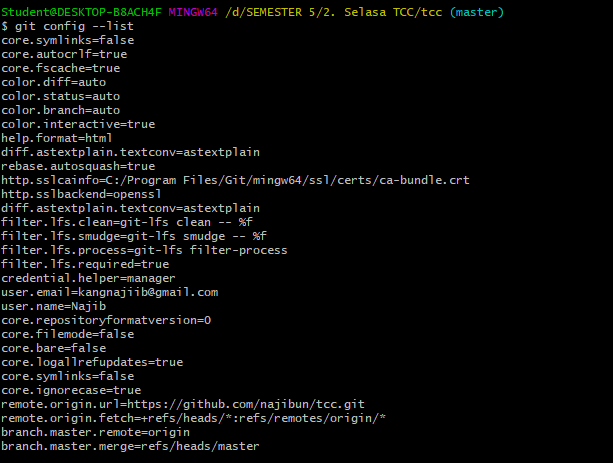 Student@DESKTOP-B8ACH4F MINGW64 /d/SEMESTER 5/2. Selasa TCC/tcc (master)
$ git config --list
core.symlinks=false
core.autocrlf=true
core.fscache=true
color.diff=auto
color.status=auto
color.branch=auto
color.interactive=true
help.format=html
diff.astextplain.textconv=astextplain
rebase.autosquash=true
http.sslcainfo=C:/Program Files/Git/mingw64/ssl/certs/ca-bundle.crt
http.sslbackend=openssl
diff.astextplain.textconv=astextplain
filter.lfs.clean=git-lfs clean -- %f
filter.lfs.smudge=git-lfs smudge -- %f
filter.lfs.process=git-lfs filter-process
filter.lfs.required=true
credential.helper=manager
user.email=kangnajiib@gmail.com
user.name=Najib
core.repositoryformatversion=0
core.filemode=false
core.bare=false
core.logallrefupdates=true
core.symlinks=false
core.ignorecase=true
remote.origin.url=https://github.com/najibun/tcc.git
remote.origin.fetch=+refs/heads/*:refs/remotes/origin/*
branch.master.remote=origin
branch.master.merge=refs/heads/master